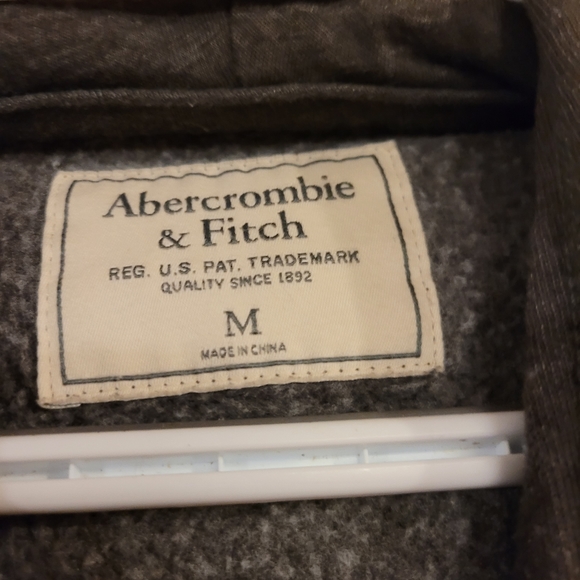 Abercrombie
& Fitch
REG. U.S. PAT. TRADEMARK
QUALITY SINCE 1892
M
MADE IN CHINA